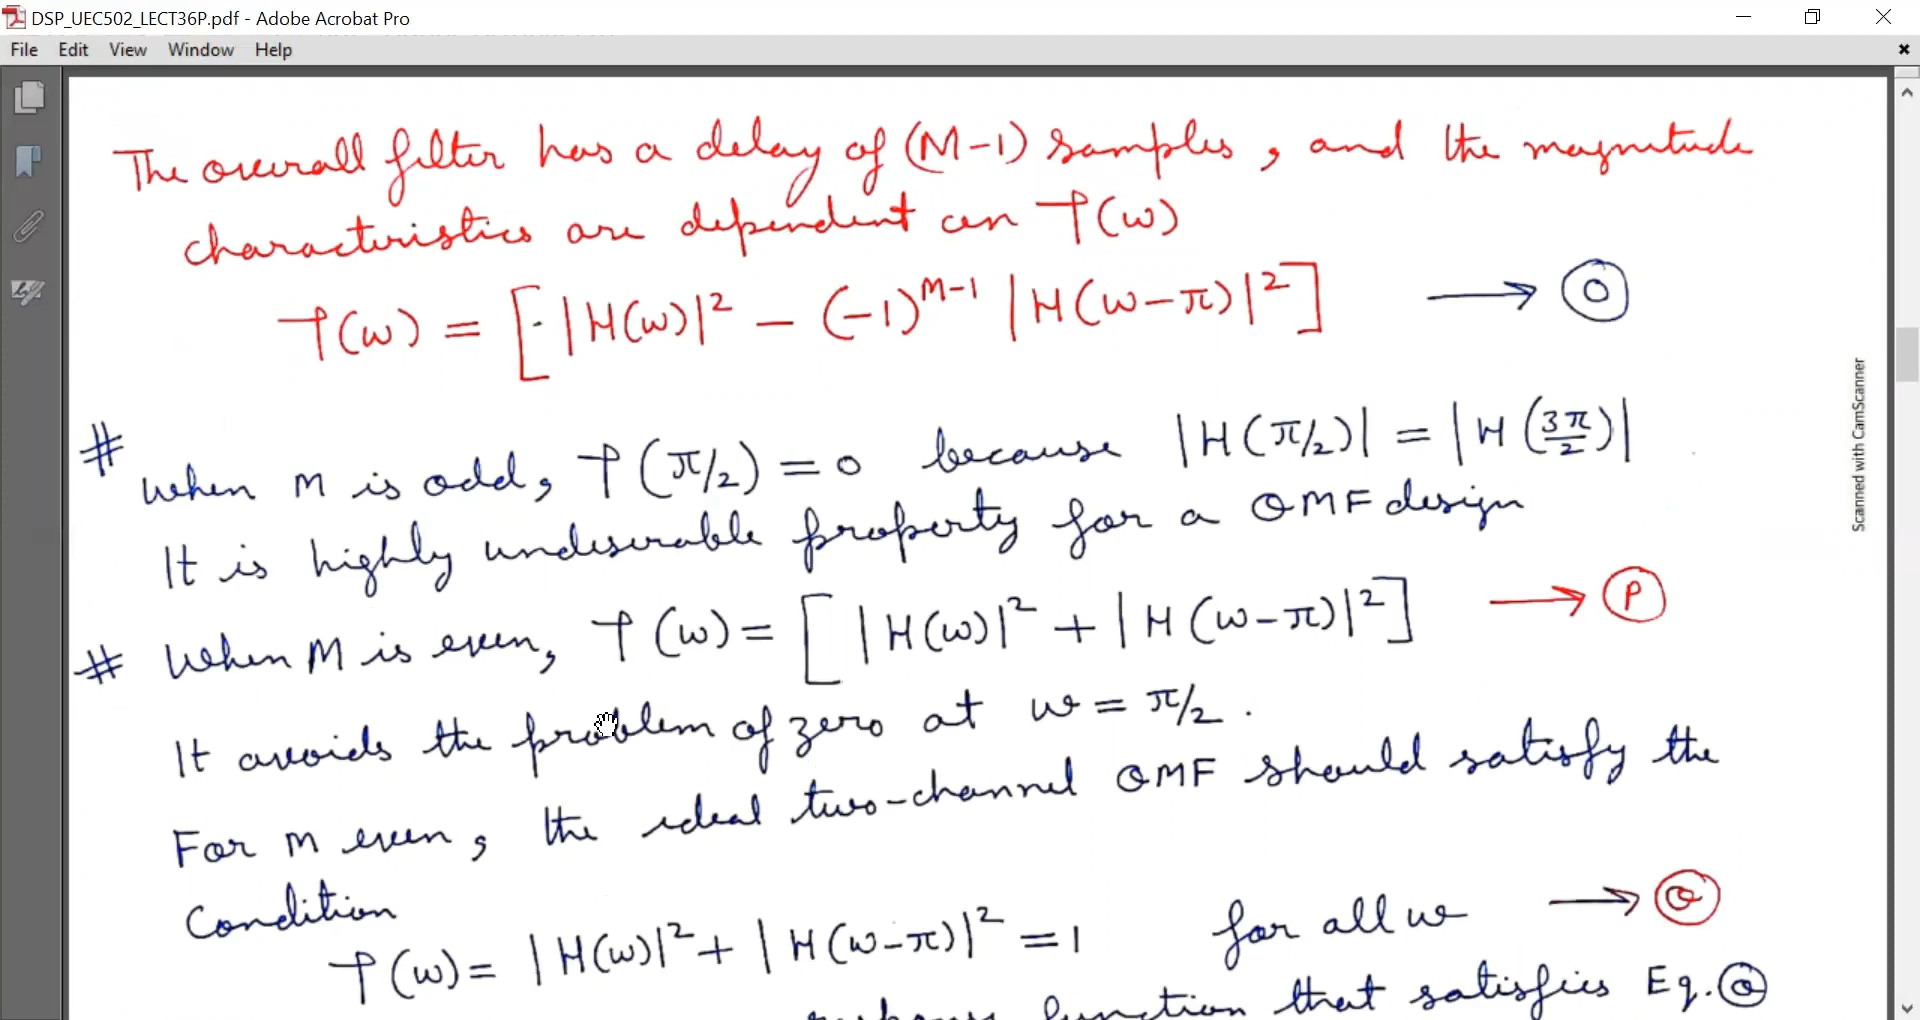 DSP_UEC502_LECT36P.pdf - Adobe Acrobat Pro
File Edit View Window Help
The overall filter has a delay of (M-1) samples, and the magnitude
characteristics are dependent on T(w)
T(w) = [|H(w)|² - (-1)^{M-1} |H(w-π)|²] → (O)
# When M is odd, T(π/2) = 0 because |H(π/2)| = |H(3π/2)|
It is highly undesirable property for a QMF design
# When M is even, T(w) = [|H(w)|² + |H(w-π)|²] → (P)
It avoids the problem of zero at w = π/2.
For M even, the ideal two-channel QMF should satisfy the
Condition
T(w) = |H(w)|² + |H(w-π)|² = 1 for all w → (Q)
function that satisfies Eq. (Q)
Scanned with CamScanner